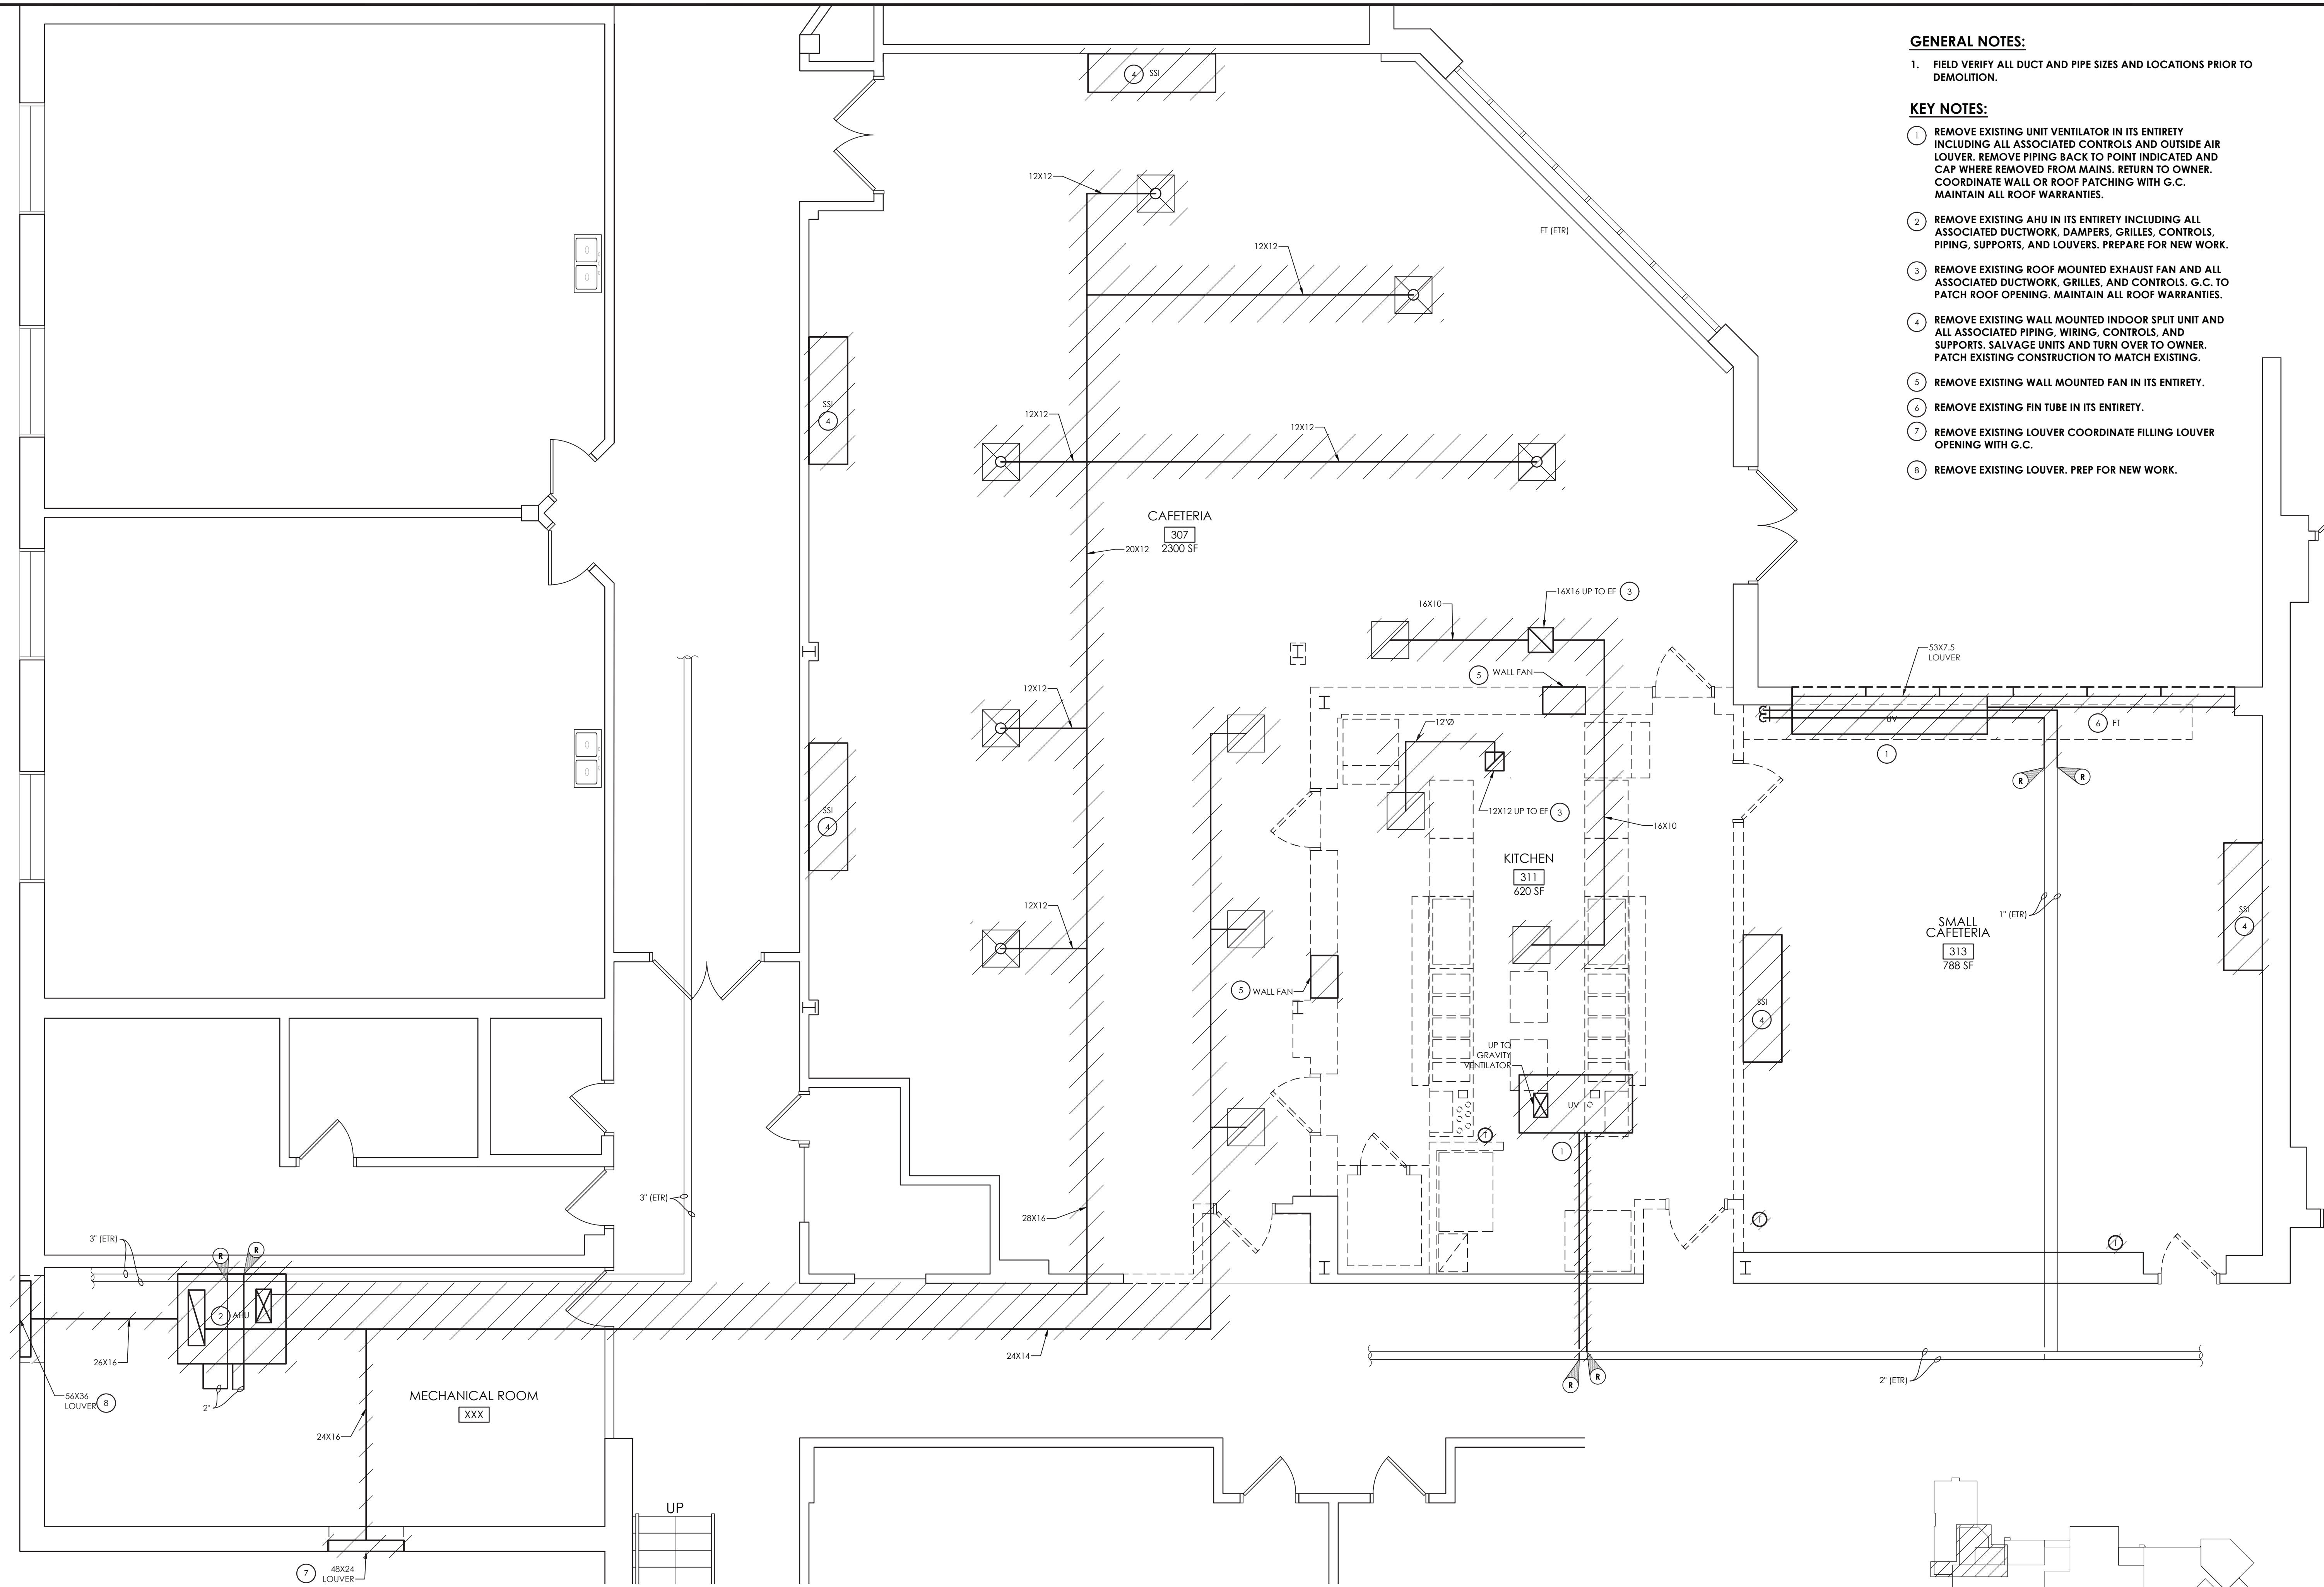 GENERAL NOTES:
1. FIELD VERIFY ALL DUCT AND PIPE SIZES AND LOCATIONS PRIOR TO
DEMOLITION.
KEY NOTES:
1 REMOVE EXISTING UNIT VENTILATOR IN ITS ENTIRETY
INCLUDING ALL ASSOCIATED CONTROLS AND OUTSIDE AIR
LOUVER. REMOVE PIPING BACK TO POINT INDICATED AND
CAP WHERE REMOVED FROM MAINS. RETURN TO OWNER.
COORDINATE WALL OR ROOF PATCHING WITH G.C.
MAINTAIN ALL ROOF WARRANTIES.
2 REMOVE EXISTING AHU IN ITS ENTIRETY INCLUDING ALL
ASSOCIATED DUCTWORK, DAMPERS, GRILLES, CONTROLS,
PIPING, SUPPORTS, AND LOUVERS. PREPARE FOR NEW WORK.
3 REMOVE EXISTING ROOF MOUNTED EXHAUST FAN AND ALL
ASSOCIATED DUCTWORK, GRILLES, AND CONTROLS. G.C. TO
PATCH ROOF OPENING. MAINTAIN ALL ROOF WARRANTIES.
4 REMOVE EXISTING WALL MOUNTED INDOOR SPLIT UNIT AND
ALL ASSOCIATED PIPING, WIRING, CONTROLS, AND
SUPPORTS. SALVAGE UNITS AND TURN OVER TO OWNER.
PATCH EXISTING CONSTRUCTION TO MATCH EXISTING.
5 REMOVE EXISTING WALL MOUNTED FAN IN ITS ENTIRETY.
6 REMOVE EXISTING FIN TUBE IN ITS ENTIRETY.
7 REMOVE EXISTING LOUVER COORDINATE FILLING LOUVER
OPENING WITH G.C.
8 REMOVE EXISTING LOUVER. PREP FOR NEW WORK.
4 SSI
12X12
12X12
FT (ETR)
SSI
4
12X12
12X12
CAFETERIA
307
2300 SF
20X12
16X16 UP TO EF 3
16X10
5 WALL FAN
53X7.5
LOUVER
12X12
12"Ø
UV
6 FT
1
R
R
SSI
4
12X12 UP TO EF 3
16X10
KITCHEN
311
620 SF
12X12
1" (ETR)
SMALL
CAFETERIA
313
788 SF
SSI
4
5 WALL FAN
SSI
4
UP TO
GRAVITY
VENTILATOR
UV
T
1
3" (ETR)
28X16
T
T
3" (ETR)
R
R
2 AHU
26X16
24X14
2" (ETR)
R
R
56X36
LOUVER 8
2"
MECHANICAL ROOM
XXX
24X16
UP
7 48X24
LOUVER